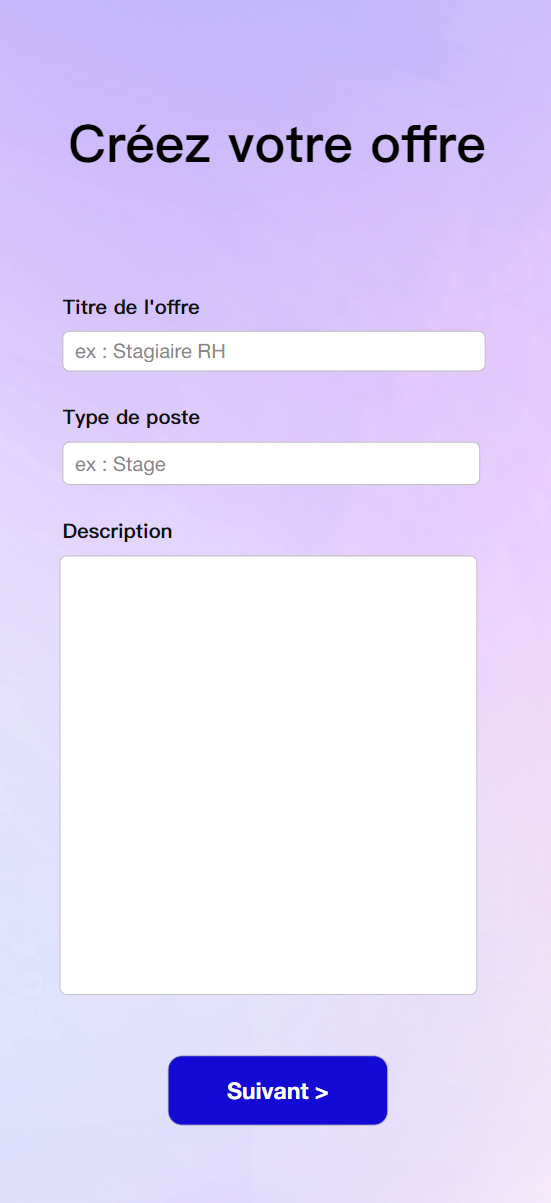 Créez votre offre
Titre de l'offre
ex : Stagiaire RH
Type de poste
ex : Stage
Description
Suivant >